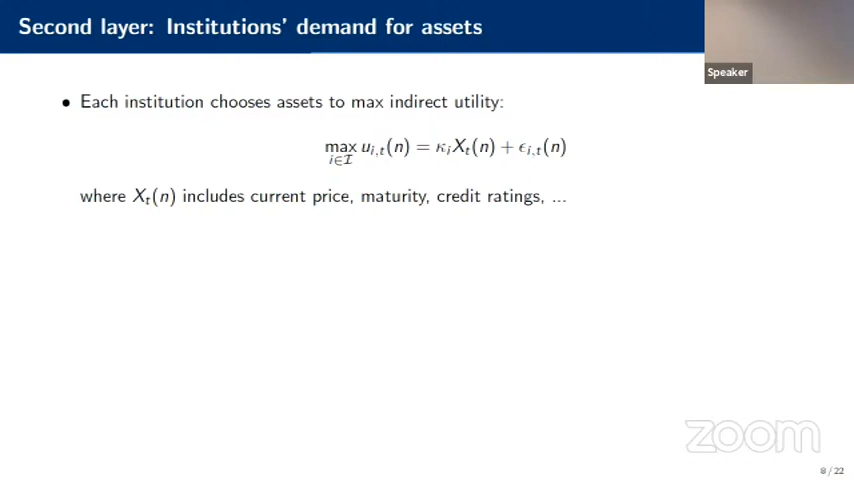 Second layer: Institutions' demand for assets
Speaker
• Each institution chooses assets to max indirect utility:
max u_{i,t}(n) = κ_i X_t(n) + ϵ_{i,t}(n)
i∈ℐ
where X_t(n) includes current price, maturity, credit ratings, ...
zoom
8 / 22